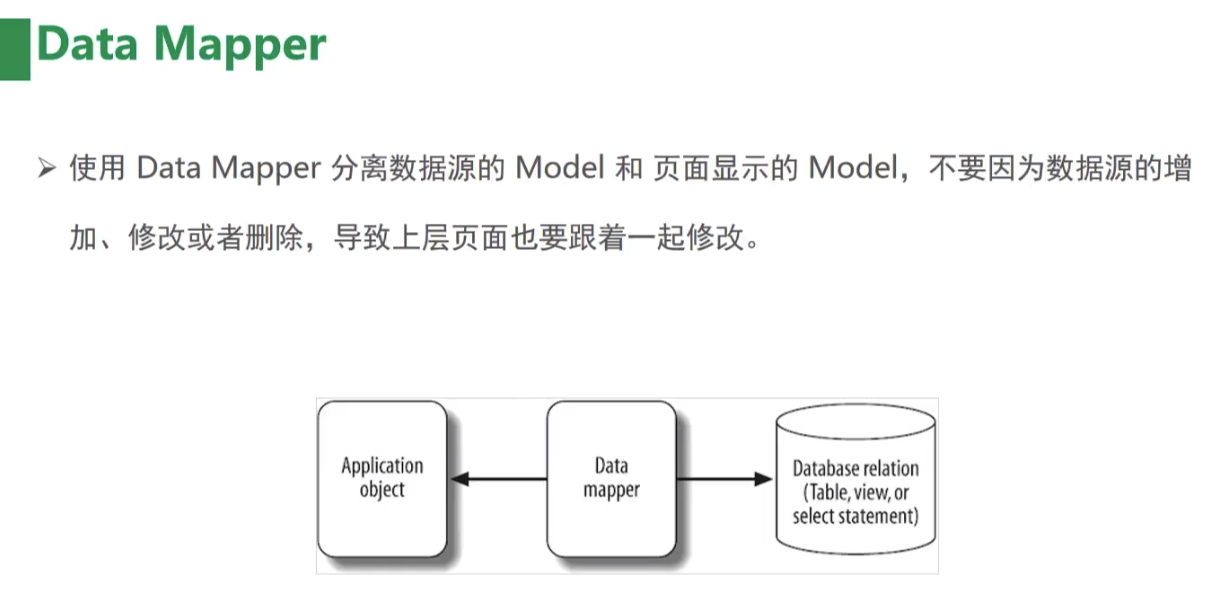 Data Mapper
➢ 使用 Data Mapper 分离数据源的 Model 和 页面显示的 Model，不要因为数据源的增
加、修改或者删除，导致上层页面也要跟着一起修改。
Application
object
Data
mapper
Database relation
(Table, view, or
select statement)